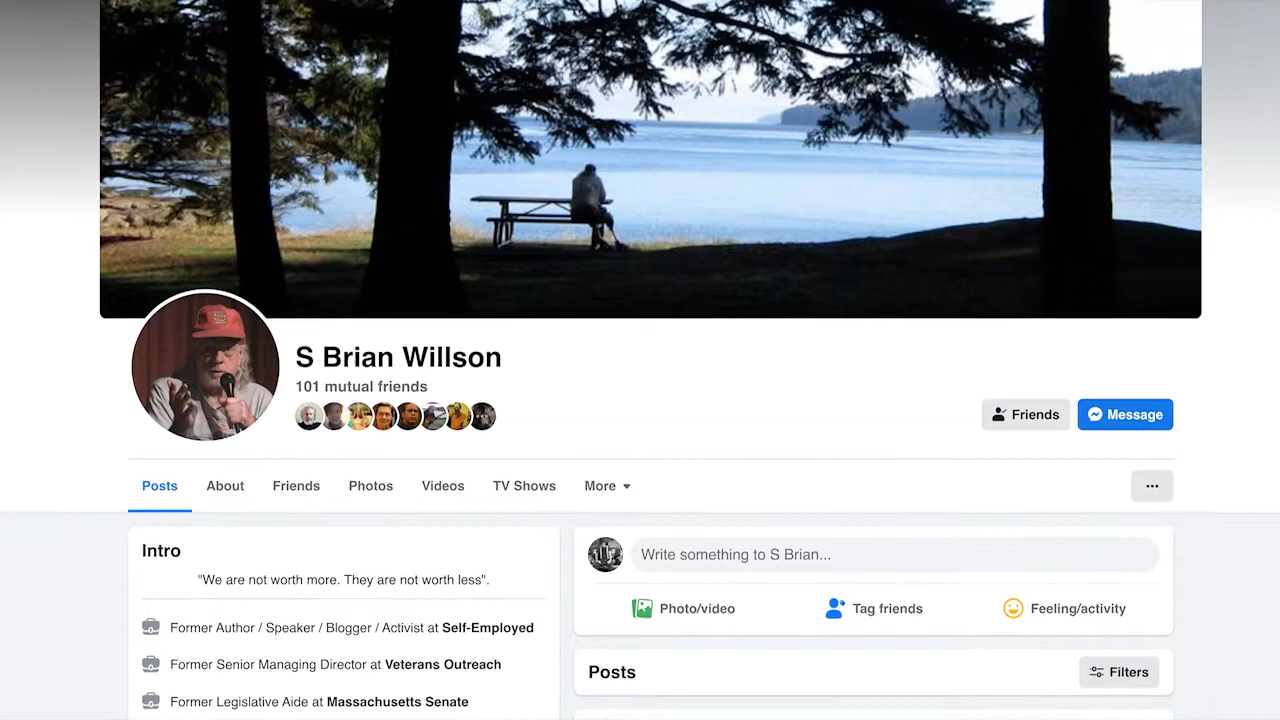 S Brian Willson
101 mutual friends
Friends
Message
Posts
About
Friends
Photos
Videos
TV Shows
More
Intro
"We are not worth more. They are not worth less".
Former Author / Speaker / Blogger / Activist at Self-Employed
Former Senior Managing Director at Veterans Outreach
Former Legislative Aide at Massachusetts Senate
Write something to S Brian...
Photo/video
Tag friends
Feeling/activity
Posts
Filters